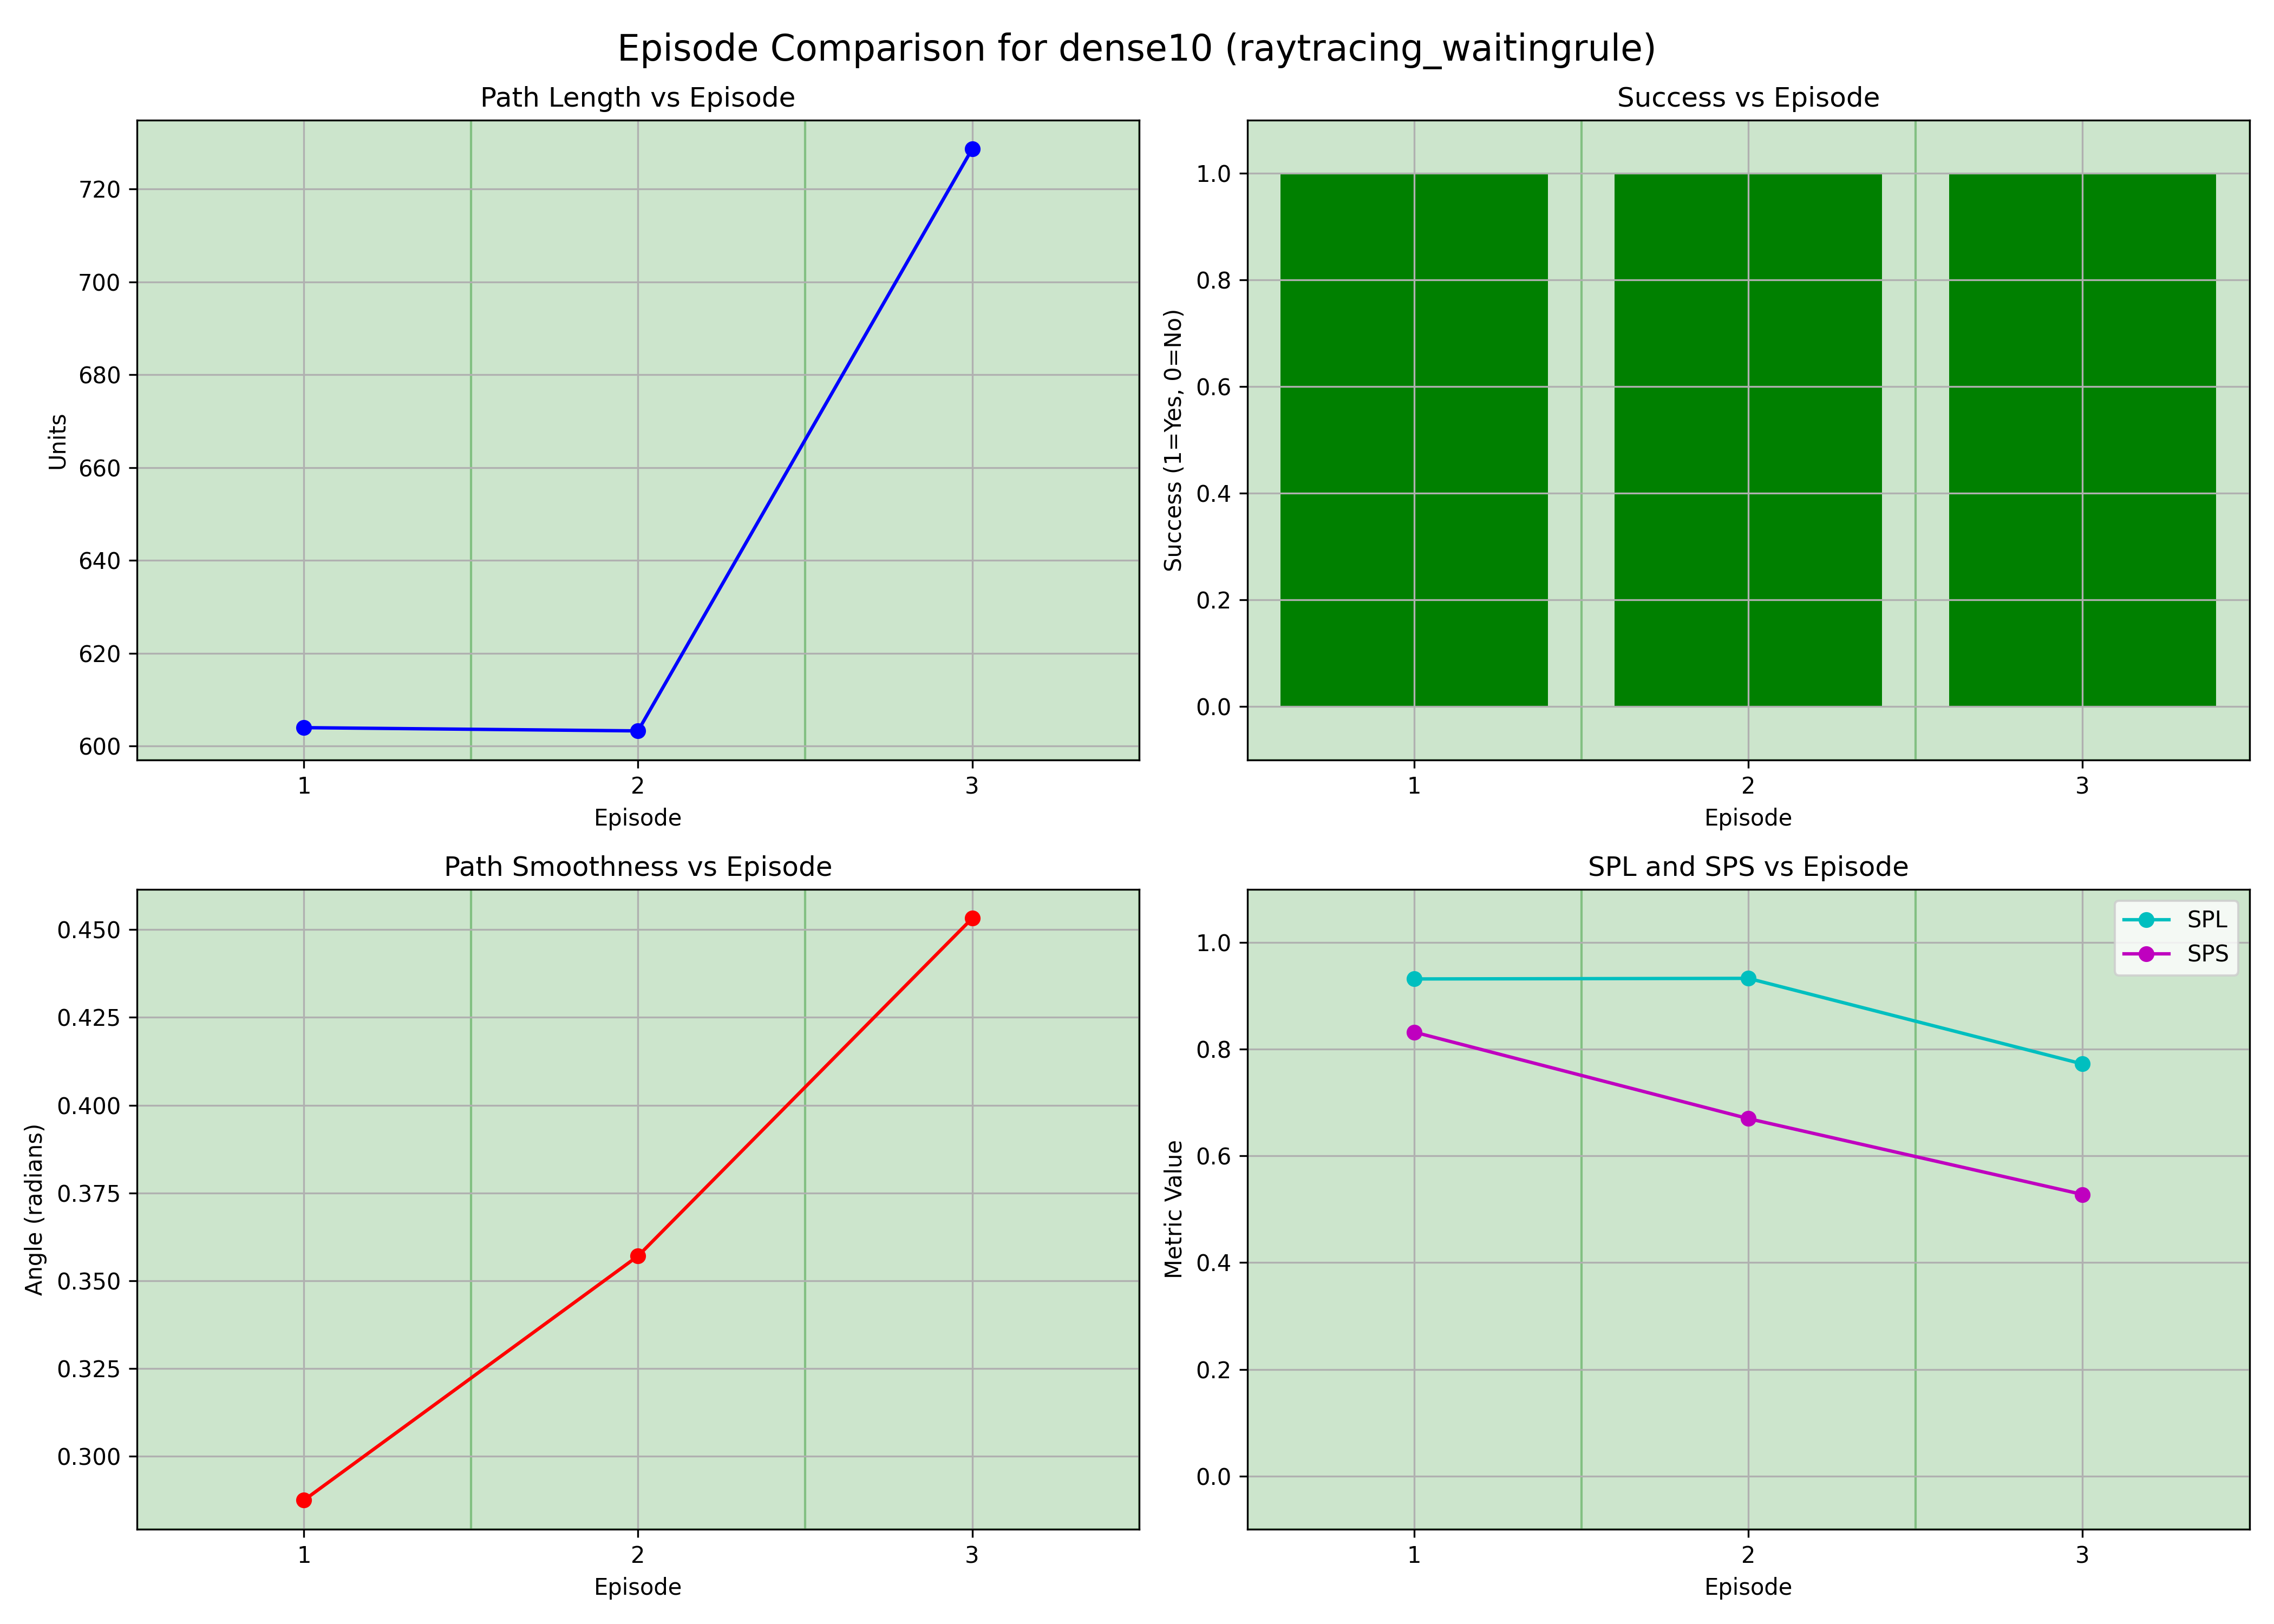 Episode Comparison for dense10 (raytracing_waitingrule)
Path Length vs Episode
720
700
680
660
640
620
600
Units
1 2 3
Episode
Success vs Episode
1.0
0.8
0.6
0.4
0.2
0.0
Success (1=Yes, 0=No)
1 2 3
Episode
Path Smoothness vs Episode
0.450
0.425
0.400
0.375
0.350
0.325
0.300
Angle (radians)
1 2 3
Episode
SPL and SPS vs Episode
SPL
SPS
1.0
0.8
0.6
0.4
0.2
0.0
Metric Value
1 2 3
Episode